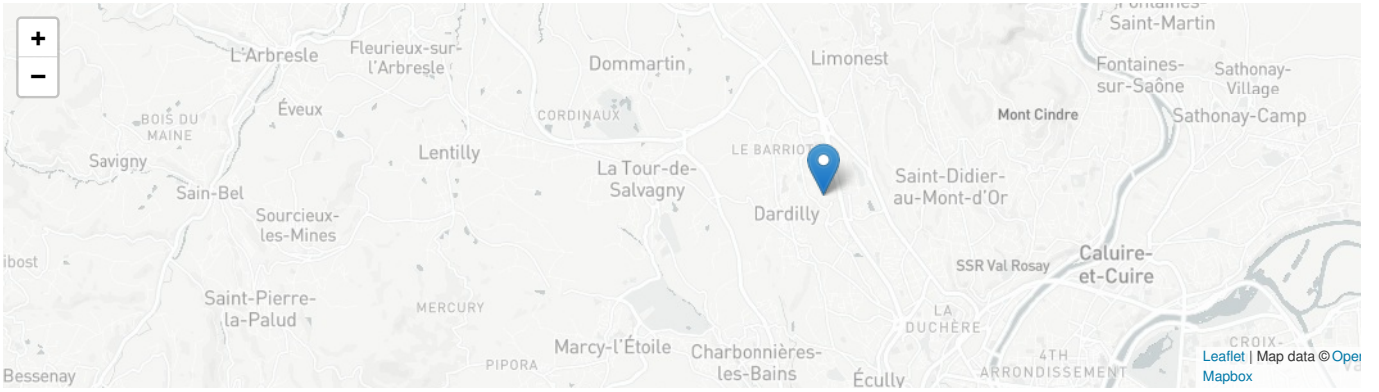 +
−
Fontaines-
Saint-Martin
L'Arbresle
Fleurieux-sur-
l'Arbresle
Dommartin
Limonest
Fontaines-
sur-Saône
Sathonay-
Village
Éveux
BOIS DU
MAINE
CORDINAUX
Mont Cindre
Sathonay-Camp
Savigny
Lentilly
LE BARRIOT
La Tour-de-
Salvagny
Saint-Didier-
au-Mont-d'Or
Sain-Bel
Sourcieux-
les-Mines
Dardilly
ibost
SSR Val Rosay
Caluire-
et-Cuire
Saint-Pierre-
la-Palud
MERCURY
LA
DUCHÈRE
Marcy-l'Étoile
Charbonnières-
les-Bains
PIPORA
4TH
ARRONDISSEMENT
CROIX-
Bessenay
Écully
Leaflet | Map data © Oper
Mapbox